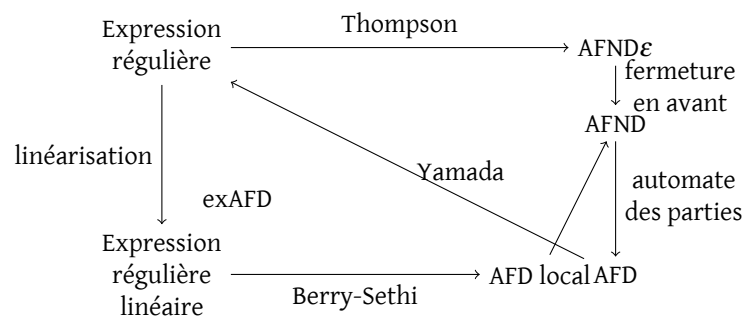 Expression
régulière
Thompson
AFNDε
fermeture
en avant
AFND
linéarisation
Yamada
automate
des parties
exAFD
Expression
régulière
linéaire
Berry-Sethi
AFD local
AFD